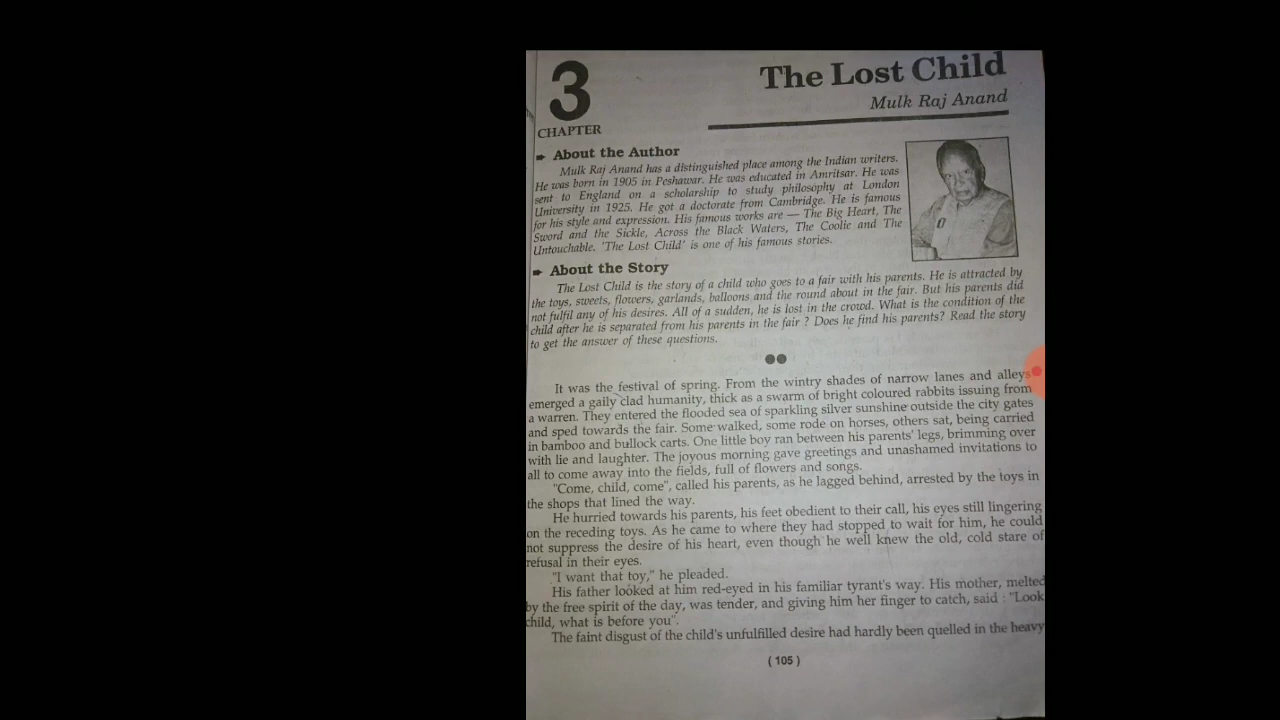 3
CHAPTER
The Lost Child
Mulk Raj Anand
About the Author
Mulk Raj Anand has a distinguished place among the Indian writers.
He was born in 1905 in Peshawar. He was educated in Amritsar. He was
sent to England on a scholarship to study philosophy at London
University in 1925. He got a doctorate from Cambridge. He is famous
for his style and expression. His famous works are — The Big Heart, The
Sword and the Sickle, Across the Black Waters, The Coolie and The
Untouchable. 'The Lost Child' is one of his famous stories.
About the Story
The Lost Child is the story of a child who goes to a fair with his parents. He is attracted by
the toys, sweets, flowers, garlands, balloons and the round about in the fair. But his parents did
not fulfil any of his desires. All of a sudden, he is lost in the crowd. What is the condition of the
child after he is separated from his parents in the fair ? Does he find his parents? Read the story
to get the answer of these questions.
It was the festival of spring. From the wintry shades of narrow lanes and alleys
emerged a gaily clad humanity, thick as a swarm of bright coloured rabbits issuing from
a warren. They entered the flooded sea of sparkling silver sunshine outside the city gates
and sped towards the fair. Some walked, some rode on horses, others sat, being carried
in bamboo and bullock carts. One little boy ran between his parents' legs, brimming over
with lie and laughter. The joyous morning gave greetings and unashamed invitations to
all to come away into the fields, full of flowers and songs.
"Come, child, come", called his parents, as he lagged behind, arrested by the toys in
the shops that lined the way.
He hurried towards his parents, his feet obedient to their call, his eyes still lingering
on the receding toys. As he came to where they had stopped to wait for him, he could
not suppress the desire of his heart, even though he well knew the old, cold stare of
refusal in their eyes.
"I want that toy," he pleaded.
His father looked at him red-eyed in his familiar tyrant's way. His mother, melted
by the free spirit of the day, was tender, and giving him her finger to catch, said : "Look
child, what is before you".
The faint disgust of the child's unfulfilled desire had hardly been quelled in the heavy
( 105 )